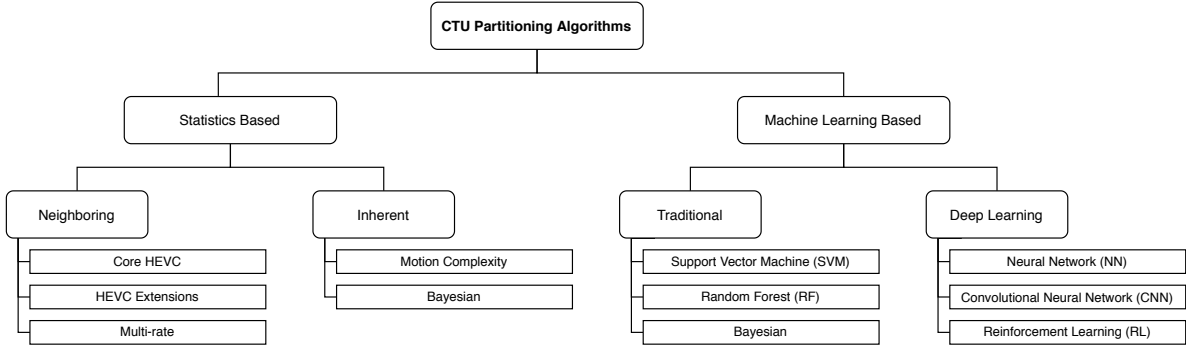 CTU Partitioning Algorithms
Statistics Based
Machine Learning Based
Neighboring
Inherent
Traditional
Deep Learning
Core HEVC
HEVC Extensions
Multi-rate
Motion Complexity
Bayesian
Support Vector Machine (SVM)
Random Forest (RF)
Bayesian
Neural Network (NN)
Convolutional Neural Network (CNN)
Reinforcement Learning (RL)